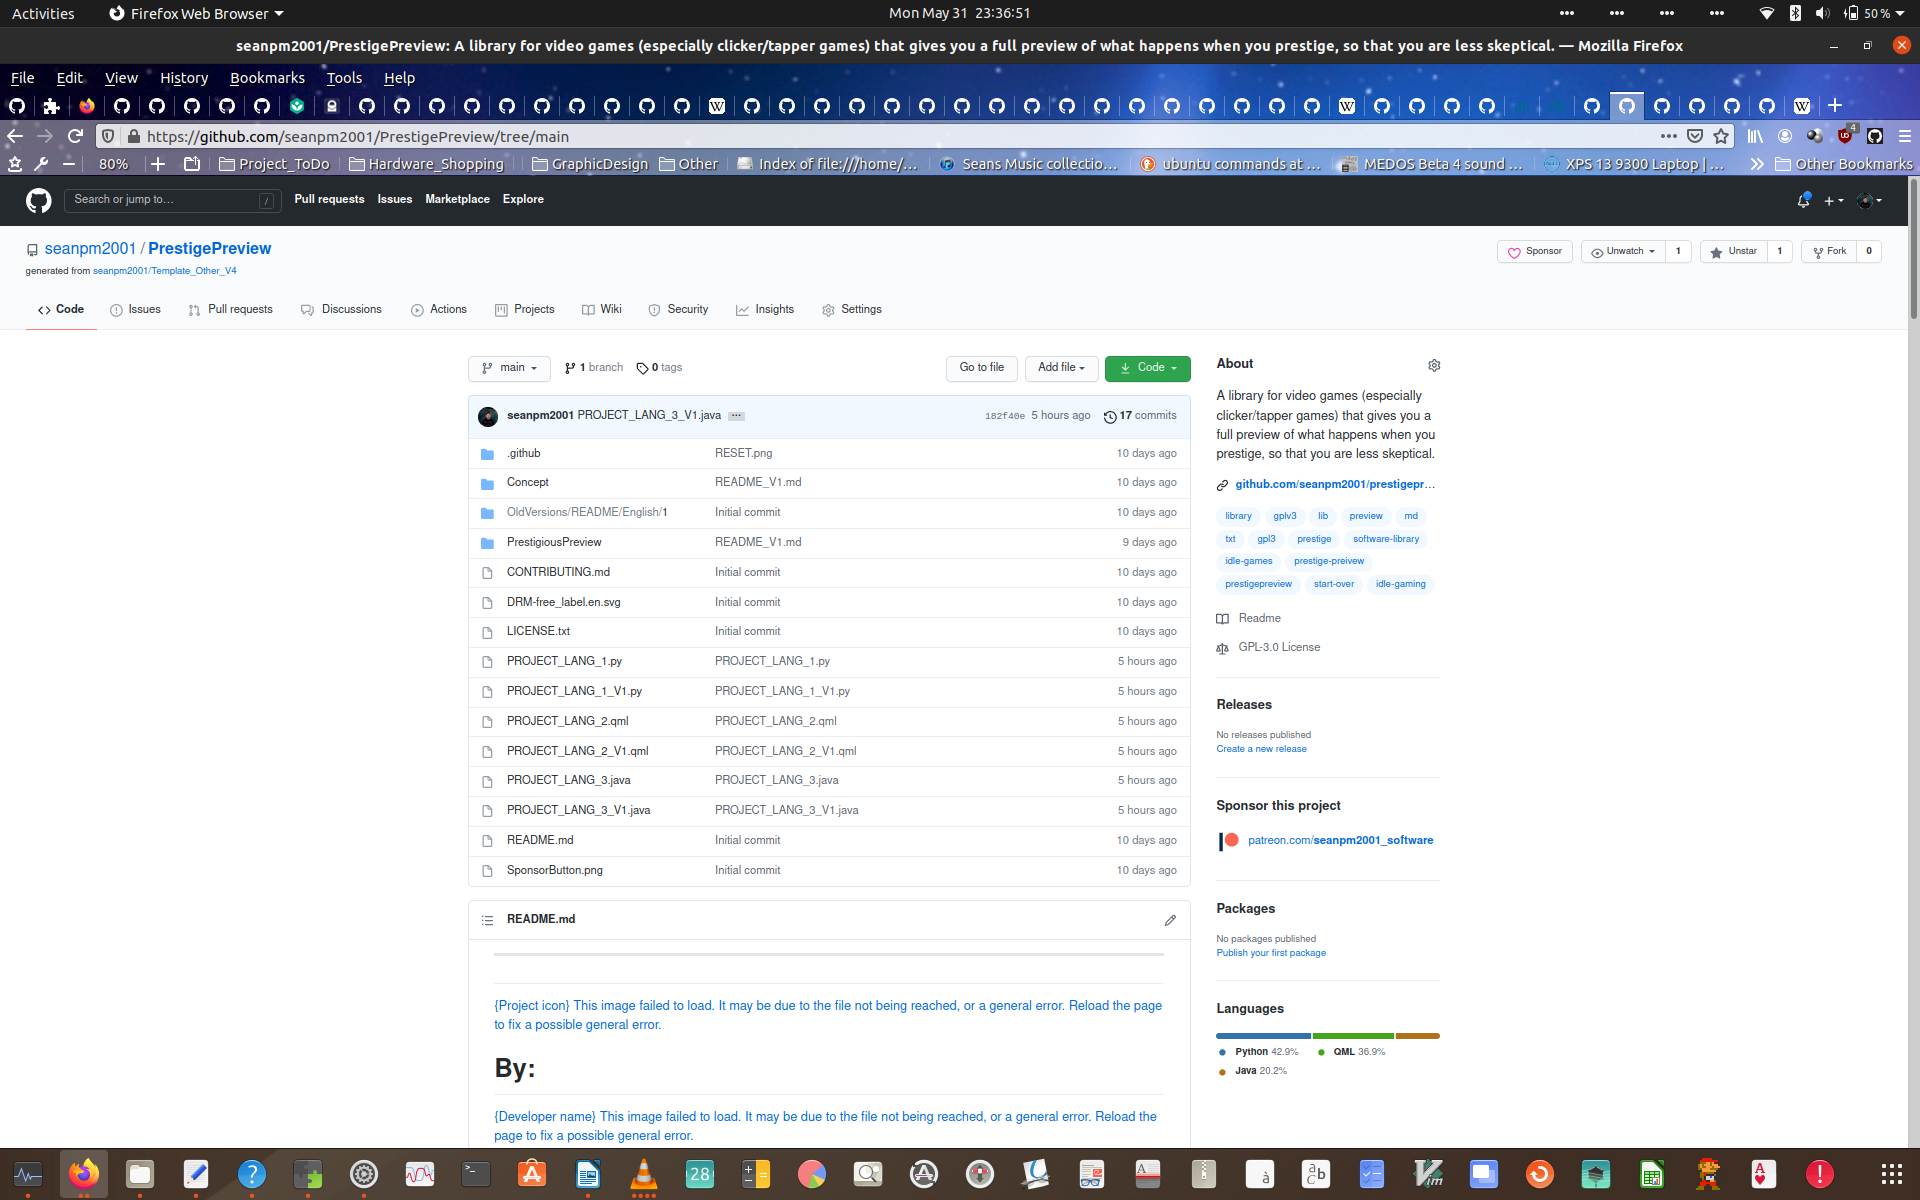 Activities Firefox Web Browser Mon May 31 23:36:51 50 %
seanpm2001/PrestigePreview: A library for video games (especially clicker/tapper games) that gives you a full preview of what happens when you prestige, so that you are less skeptical. — Mozilla Firefox
File Edit View History Bookmarks Tools Help
https://github.com/seanpm2001/PrestigePreview/tree/main 4
80% Project_ToDo Hardware_Shopping GraphicDesign Other Index of file:///home/... Seans Music collectio... ubuntu commands at ... MEDOS Beta 4 sound ... XPS 13 9300 Laptop | ... Other Bookmarks
Search or jump to... / Pull requests Issues Marketplace Explore
seanpm2001 / PrestigePreview Sponsor Unwatch 1 Unstar 1 Fork 0
generated from seanpm2001/Template_Other_V4
Code Issues Pull requests Discussions Actions Projects Wiki Security Insights Settings
main 1 branch 0 tags Go to file Add file Code
seanpm2001 PROJECT_LANG_3_V1.java ... 182f40e 5 hours ago 17 commits
.github RESET.png 10 days ago
Concept README_V1.md 10 days ago
OldVersions/README/English/1 Initial commit 10 days ago
PrestigiousPreview README_V1.md 9 days ago
CONTRIBUTING.md Initial commit 10 days ago
DRM-free_label.en.svg Initial commit 10 days ago
LICENSE.txt Initial commit 10 days ago
PROJECT_LANG_1.py PROJECT_LANG_1.py 5 hours ago
PROJECT_LANG_1_V1.py PROJECT_LANG_1_V1.py 5 hours ago
PROJECT_LANG_2.qml PROJECT_LANG_2.qml 5 hours ago
PROJECT_LANG_2_V1.qml PROJECT_LANG_2_V1.qml 5 hours ago
PROJECT_LANG_3.java PROJECT_LANG_3.java 5 hours ago
PROJECT_LANG_3_V1.java PROJECT_LANG_3_V1.java 5 hours ago
README.md Initial commit 10 days ago
SponsorButton.png Initial commit 10 days ago
README.md
{Project icon} This image failed to load. It may be due to the file not being reached, or a general error. Reload the page
to fix a possible general error.
By:
{Developer name} This image failed to load. It may be due to the file not being reached, or a general error. Reload the
page to fix a possible general error.
About
A library for video games (especially
clicker/tapper games) that gives you a
full preview of what happens when you
prestige, so that you are less skeptical.
github.com/seanpm2001/prestigepr...
library gplv3 lib preview md
txt gpl3 prestige software-library
idle-games prestige-preivew
prestigepreview start-over idle-gaming
Readme
GPL-3.0 License
Releases
No releases published
Create a new release
Sponsor this project
patreon.com/seanpm2001_software
Packages
No packages published
Publish your first package
Languages
Python 42.9% QML 36.9%
Java 20.2%
28